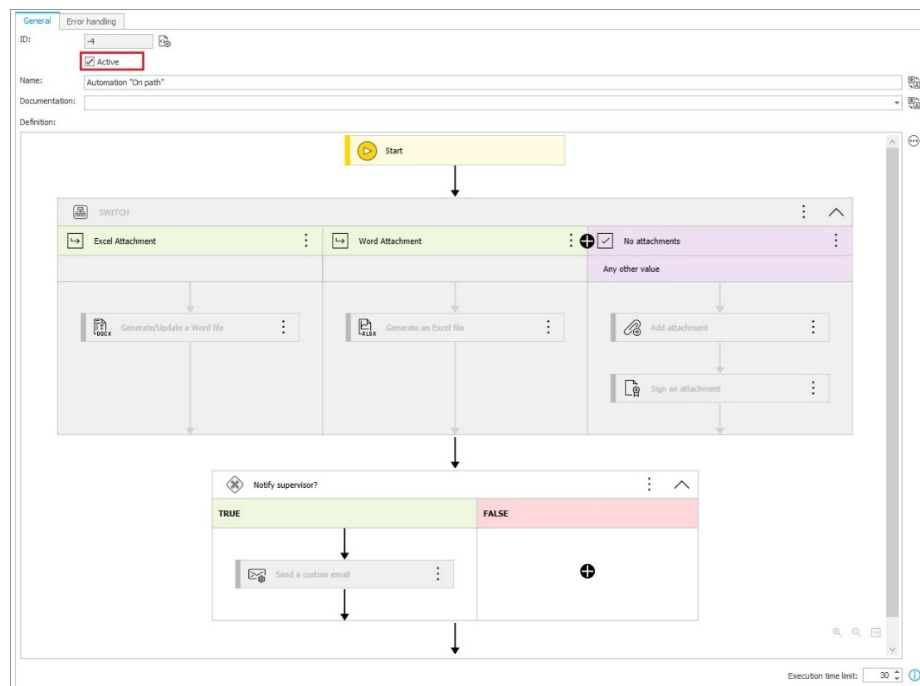 General Error handling
ID: -4
Active
Name: Automation "On path"
Documentation:
Definition:
Start
SWITCH
Excel Attachment Word Attachment No attachments
Any other value
Generate/Update a Word file Generate an Excel file Add attachment
DOCX XLSX
Sign an attachment
Notify supervisor?
TRUE FALSE
Send a custom email
Execution time limit: 30